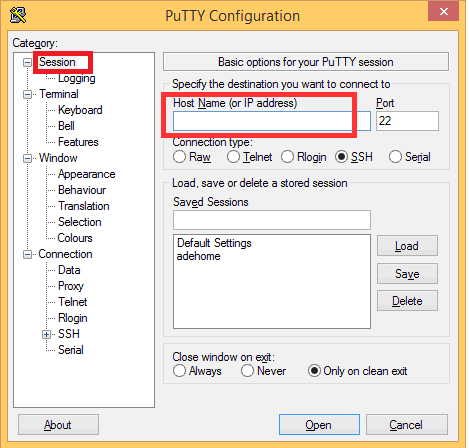 PuTTY Configuration
Category:
Session
Logging
Terminal
Keyboard
Bell
Features
Window
Appearance
Behaviour
Translation
Selection
Colours
Connection
Data
Proxy
Telnet
Rlogin
SSH
Serial
Basic options for your PuTTY session
Specify the destination you want to connect to
Host Name (or IP address) Port
22
Connection type:
Raw Telnet Rlogin SSH Serial
Load, save or delete a stored session
Saved Sessions
Default Settings
adehome
Load
Save
Delete
Close window on exit:
Always Never Only on clean exit
About Open Cancel